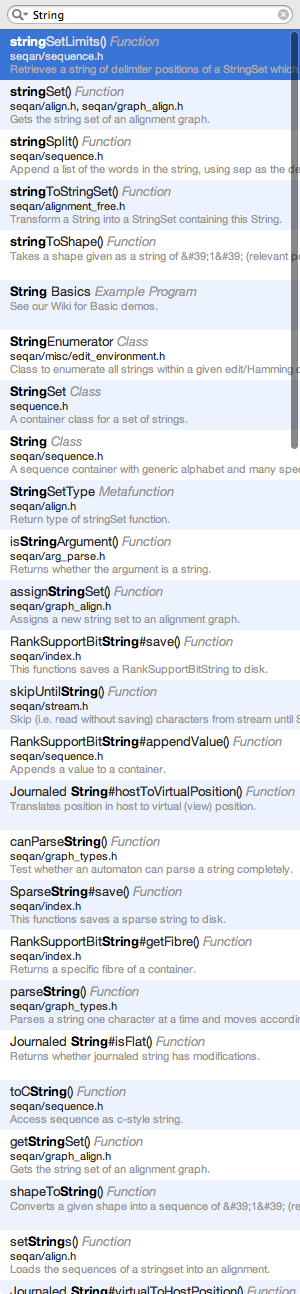 String
stringSetLimits() Function
seqan/sequence.h
Retrieves a string of delimiter positions of a StringSet which
stringSet() Function
seqan/align.h, seqan/graph_align.h
Gets the string set of an alignment graph.
stringSplit() Function
seqan/sequence.h
Append a list of the words in the string, using sep as the de
stringToStringSet() Function
seqan/alignment_free.h
Transform a String into a StringSet containing this String.
stringToShape() Function
Takes a shape given as a string of &#39;1&#39; (relevant po
String Basics Example Program
See our Wiki for Basic demos.
StringEnumerator Class
seqan/misc/edit_environment.h
Class to enumerate all strings within a given edit/Hamming d
StringSet Class
sequence.h
A container class for a set of strings.
String Class
seqan/sequence.h
A sequence container with generic alphabet and many spec
StringSetType Metafunction
seqan/align.h
Return type of stringSet function.
isStringArgument() Function
seqan/arg_parse.h
Returns whether the argument is a string.
assignStringSet() Function
seqan/graph_align.h
Assigns a new string set to an alignment graph.
RankSupportBitString#save() Function
seqan/index.h
This functions saves a RankSupportBitString to disk.
skipUntilString() Function
seqan/stream.h
Skip (i.e. read without saving) characters from stream until S
RankSupportBitString#appendValue() Function
seqan/sequence.h
Appends a value to a container.
Journaled String#hostToVirtualPosition() Function
Translates position in host to virtual (view) position.
canParseString() Function
seqan/graph_types.h
Test whether an automaton can parse a string completely.
SparseString#save() Function
seqan/index.h
This functions saves a sparse string to disk.
RankSupportBitString#getFibre() Function
seqan/index.h
Returns a specific fibre of a container.
parseString() Function
seqan/graph_types.h
Parses a string one character at a time and moves accordin
Journaled String#isFlat() Function
Returns whether journaled string has modifications.
toCString() Function
seqan/sequence.h
Access sequence as c-style string.
getStringSet() Function
seqan/graph_align.h
Gets the string set of an alignment graph.
shapeToString() Function
Converts a given shape into a sequence of &#39;1&#39; (re
setStrings() Function
seqan/align.h
Loads the sequences of a stringset into an alignment.
Journaled String#virtualToHostPosition() Function